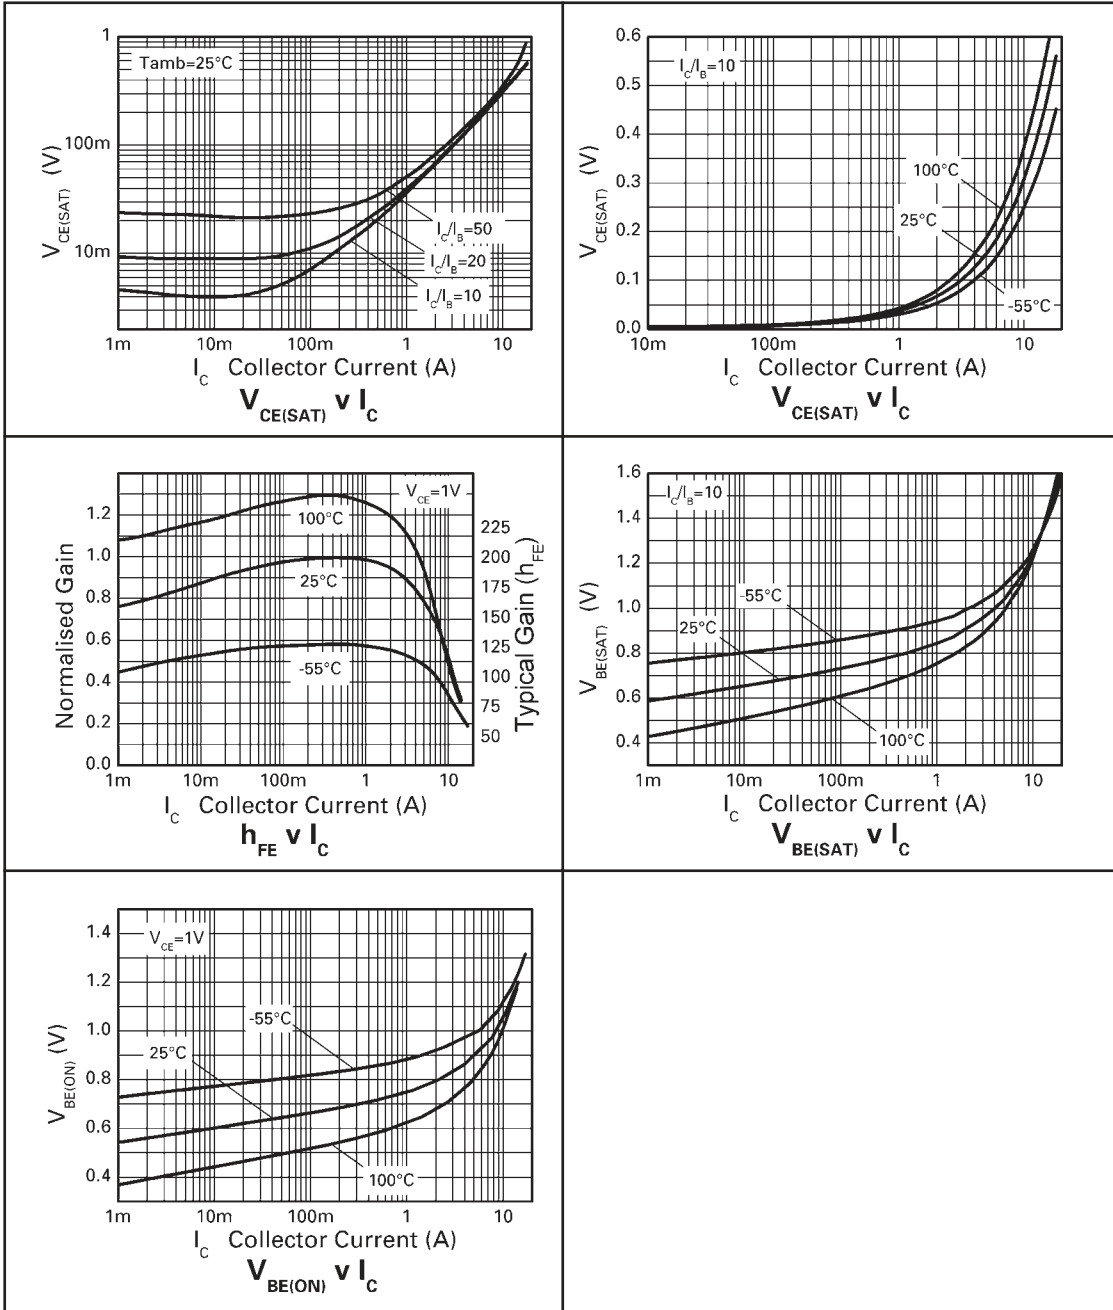 1
100m
10m
V_CE(SAT) (V)
Tamb=25°C
I_C/I_B=50
I_C/I_B=20
I_C/I_B=10
1m 10m 100m 1 10
I_C Collector Current (A)
V_CE(SAT) v I_C
0.6
0.5
0.4
0.3
0.2
0.1
0.0
V_CE(SAT) (V)
I_C/I_B=10
100°C
25°C
-55°C
10m 100m 1 10
I_C Collector Current (A)
V_CE(SAT) v I_C
1.2
1.0
0.8
0.6
0.4
0.2
0.0
Normalised Gain
V_CE=1V
100°C
25°C
-55°C
225
200
175
150
125
100
75
50
Typical Gain (h_FE)
1m 10m 100m 1 10
I_C Collector Current (A)
h_FE v I_C
1.6
1.4
1.2
1.0
0.8
0.6
0.4
V_BE(SAT) (V)
I_C/I_B=10
-55°C
25°C
100°C
1m 10m 100m 1 10
I_C Collector Current (A)
V_BE(SAT) v I_C
1.4
1.2
1.0
0.8
0.6
0.4
V_BE(ON) (V)
V_CE=1V
-55°C
25°C
100°C
1m 10m 100m 1 10
I_C Collector Current (A)
V_BE(ON) v I_C